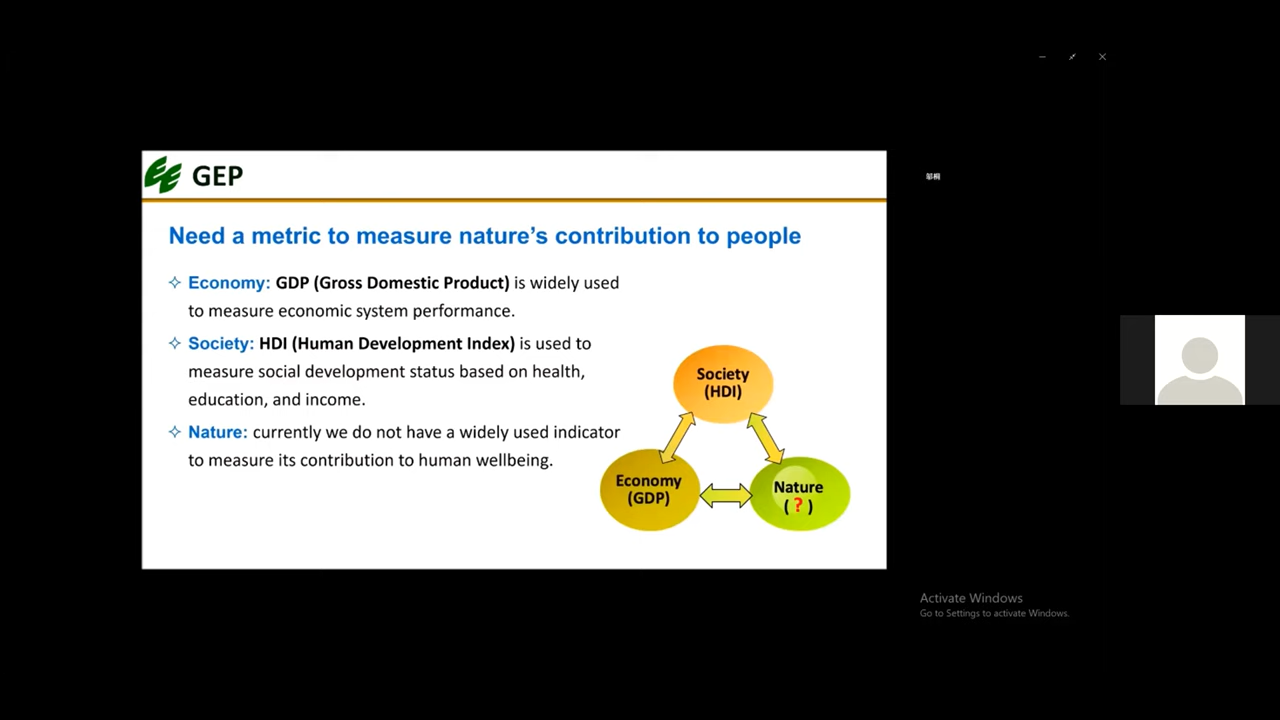 GEP
Need a metric to measure nature’s contribution to people
Economy: GDP (Gross Domestic Product) is widely used
to measure economic system performance.
Society: HDI (Human Development Index) is used to
measure social development status based on health,
education, and income.
Nature: currently we do not have a widely used indicator
to measure its contribution to human wellbeing.
Society
(HDI)
Economy
(GDP)
Nature
( ? )
Activate Windows
Go to Settings to activate Windows.